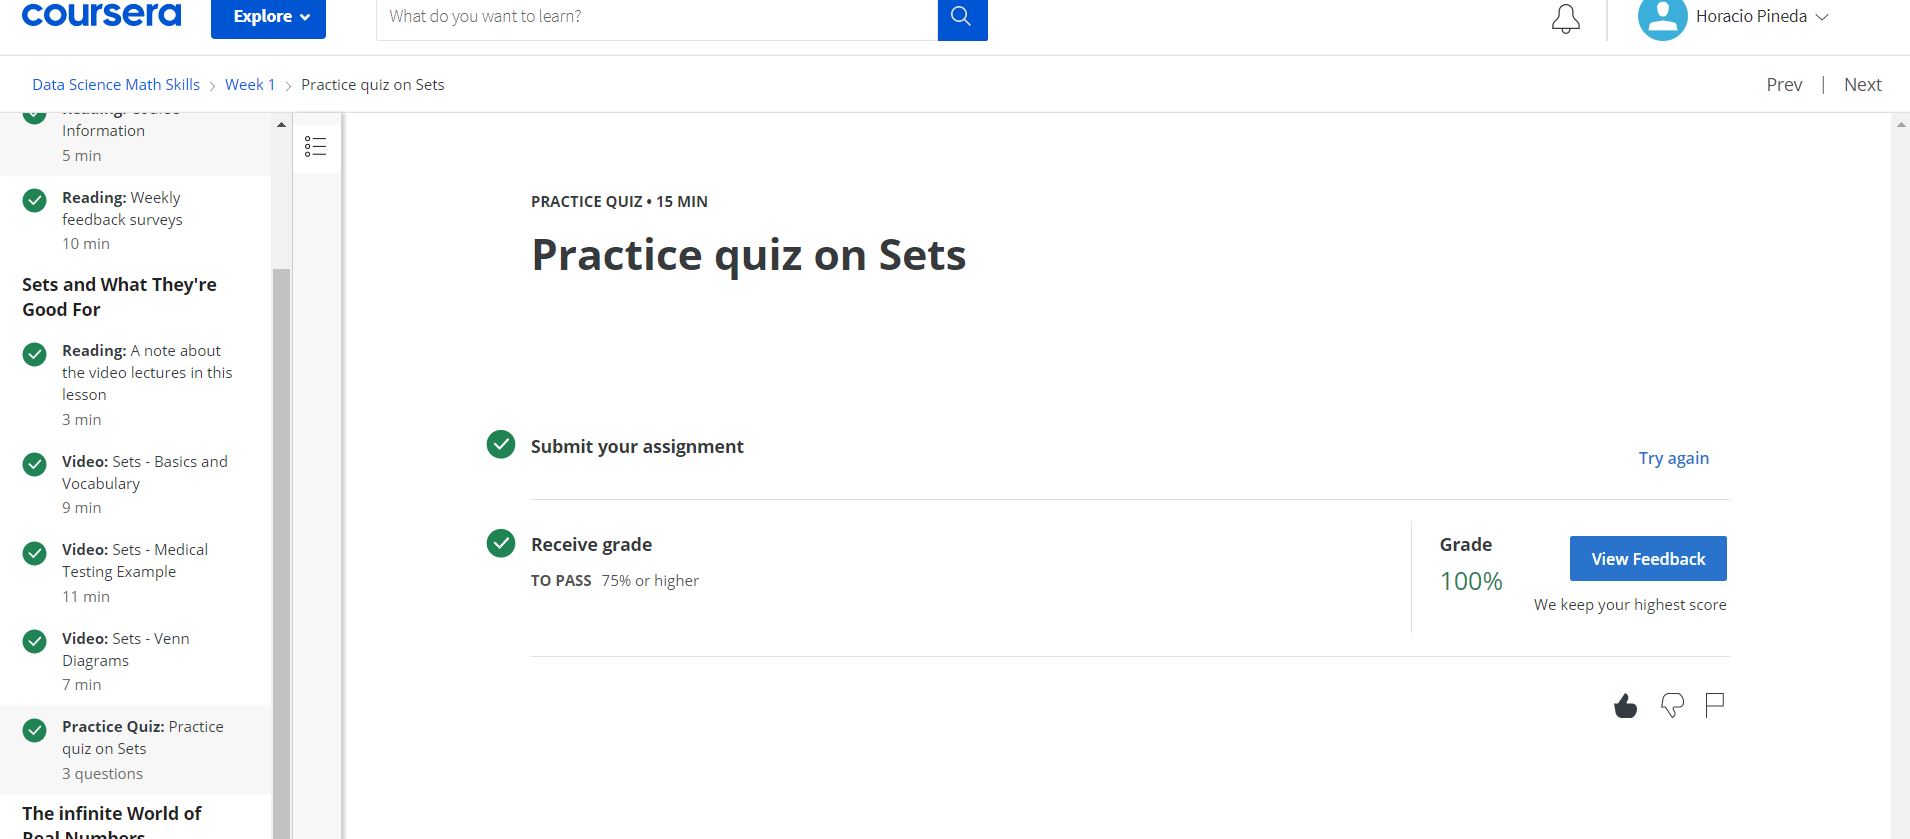 coursera
Explore
What do you want to learn?
Horacio Pineda
Data Science Math Skills > Week 1 > Practice quiz on Sets
Prev | Next
Reading: Course
Information
5 min
Reading: Weekly
feedback surveys
10 min
Sets and What They're
Good For
Reading: A note about
the video lectures in this
lesson
3 min
Video: Sets - Basics and
Vocabulary
9 min
Video: Sets - Medical
Testing Example
11 min
Video: Sets - Venn
Diagrams
7 min
Practice Quiz: Practice
quiz on Sets
3 questions
The infinite World of
Real Numbers
PRACTICE QUIZ • 15 MIN
Practice quiz on Sets
Submit your assignment
Try again
Receive grade
TO PASS 75% or higher
Grade
100%
View Feedback
We keep your highest score